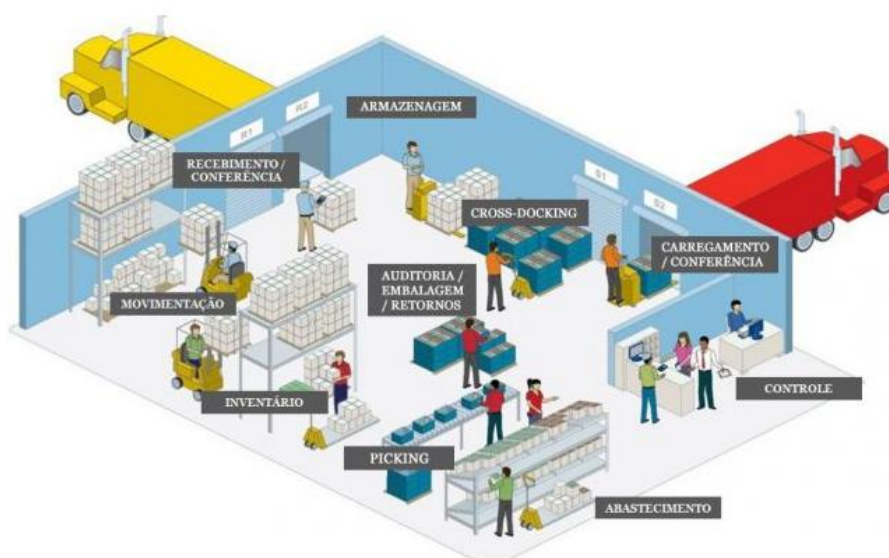 ARMAZENAGEM
R2
R1
RECEBIMENTO /
CONFERÊNCIA
S1
S2
CROSS-DOCKING
CARREGAMENTO
/ CONFERÊNCIA
AUDITORIA /
EMBALAGEM
/ RETORNOS
MOVIMENTAÇÃO
CONTROLE
INVENTÁRIO
PICKING
ABASTECIMENTO